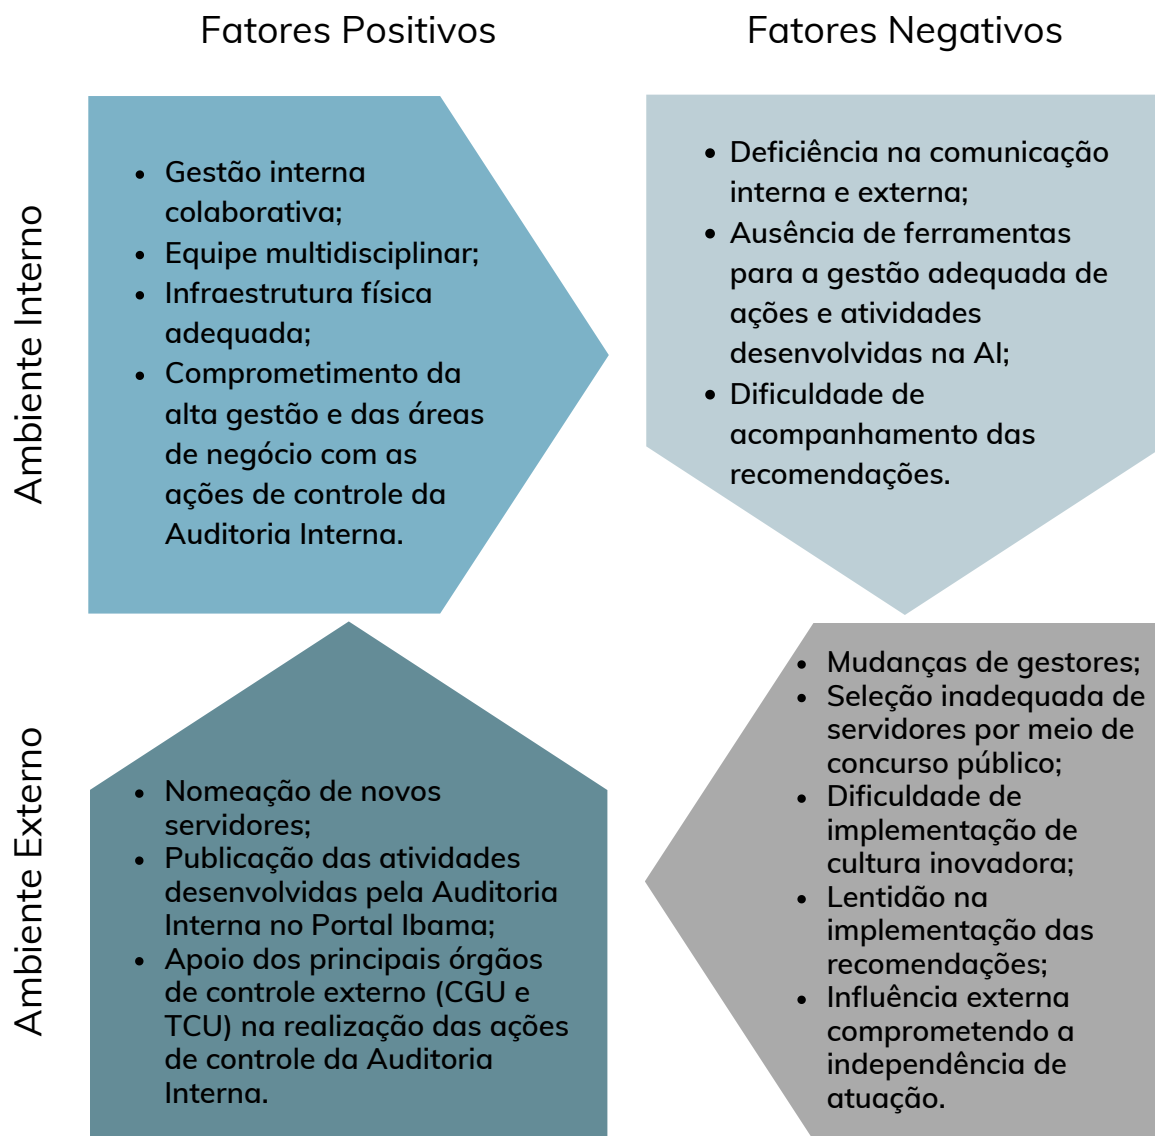 Fatores Positivos
Fatores Negativos
Ambiente Interno
• Gestão interna
colaborativa;
• Equipe multidisciplinar;
• Infraestrutura física
adequada;
• Comprometimento da
alta gestão e das áreas
de negócio com as
ações de controle da
Auditoria Interna.
• Deficiência na comunicação
interna e externa;
• Ausência de ferramentas
para a gestão adequada de
ações e atividades
desenvolvidas na AI;
• Dificuldade de
acompanhamento das
recomendações.
Ambiente Externo
• Nomeação de novos
servidores;
• Publicação das atividades
desenvolvidas pela Auditoria
Interna no Portal Ibama;
• Apoio dos principais órgãos
de controle externo (CGU e
TCU) na realização das ações
de controle da Auditoria
Interna.
• Mudanças de gestores;
• Seleção inadequada de
servidores por meio de
concurso público;
• Dificuldade de
implementação de
cultura inovadora;
• Lentidão na
implementação das
recomendações;
• Influência externa
comprometendo a
independência de
atuação.